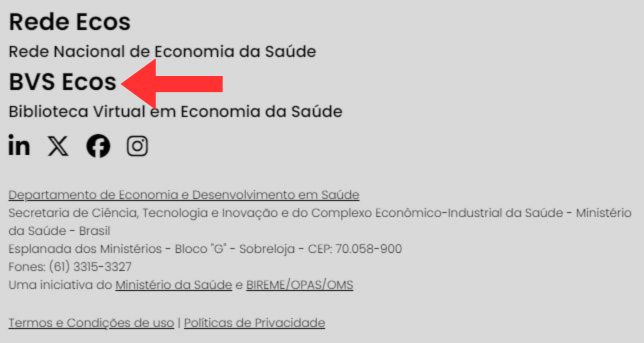 Rede Ecos
Rede Nacional de Economia da Saúde
BVS Ecos
Biblioteca Virtual em Economia da Saúde
Departamento de Economia e Desenvolvimento em Saúde
Secretaria de Ciência, Tecnologia e Inovação e do Complexo Econômico-Industrial da Saúde - Ministério
da Saúde - Brasil
Esplanada dos Ministérios - Bloco "G" - Sobreloja - CEP: 70.058-900
Fones: (61) 3315-3327
Uma iniciativa do Ministério da Saúde e BIREME/OPAS/OMS
Termos e Condições de uso | Políticas de Privacidade